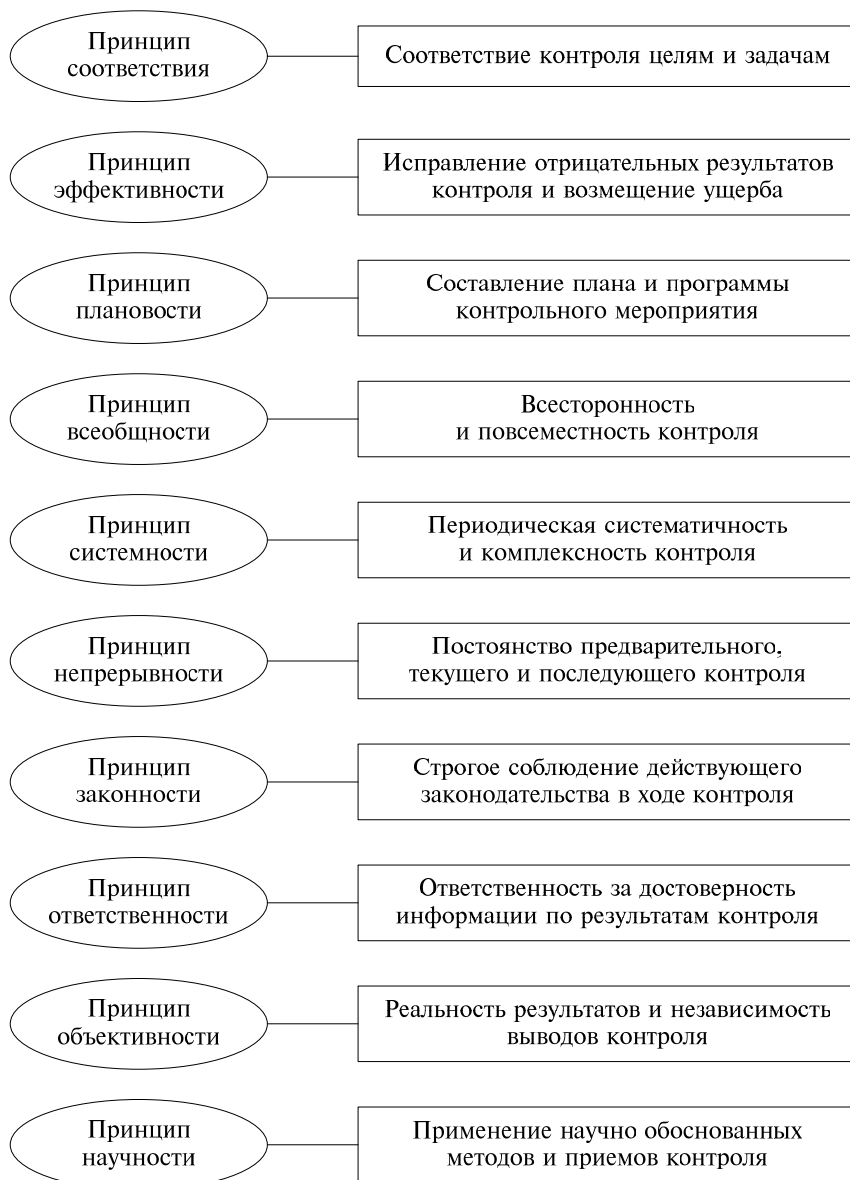 Принцип
соответствия
Соответствие контроля целям и задачам
Принцип
эффективности
Исправление отрицательных результатов
контроля и возмещение ущерба
Принцип
плановости
Составление плана и программы
контрольного мероприятия
Принцип
всеобщности
Всесторонность
и повсеместность контроля
Принцип
системности
Периодическая систематичность
и комплексность контроля
Принцип
непрерывности
Постоянство предварительного,
текущего и последующего контроля
Принцип
законности
Строгое соблюдение действующего
законодательства в ходе контроля
Принцип
ответственности
Ответственность за достоверность
информации по результатам контроля
Принцип
объективности
Реальность результатов и независимость
выводов контроля
Принцип
научности
Применение научно обоснованных
методов и приемов контроля